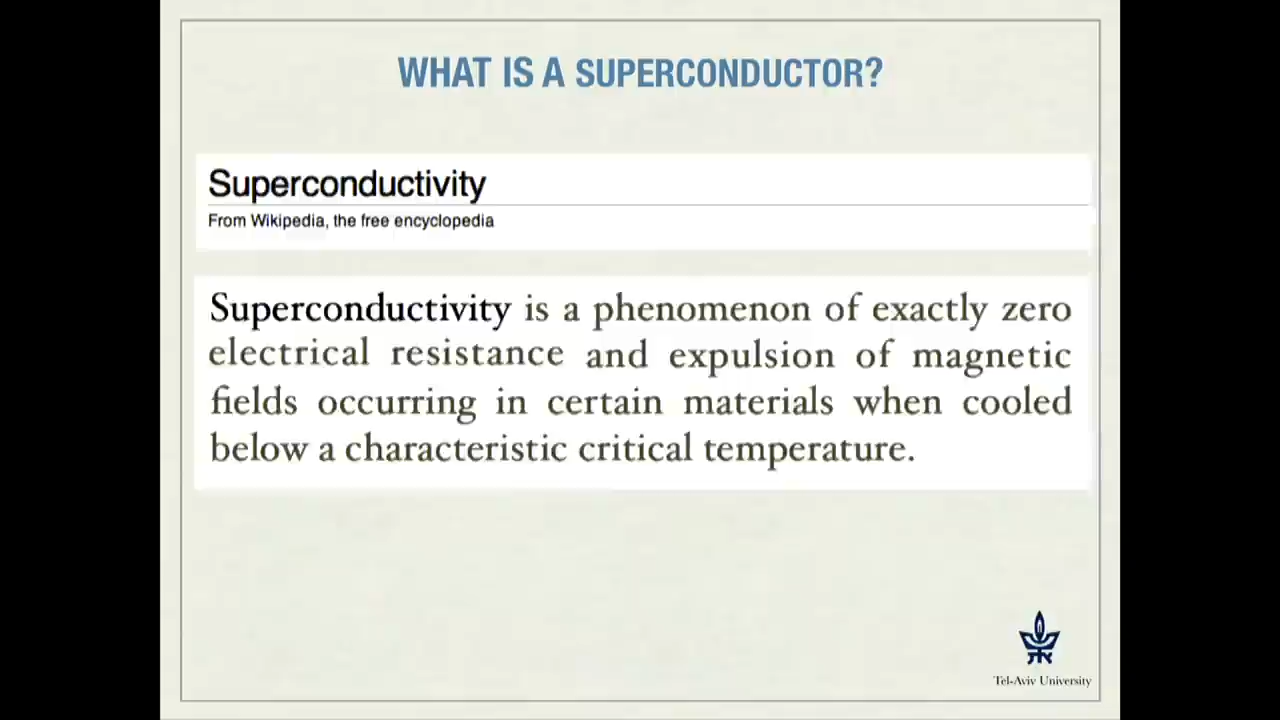 WHAT IS A SUPERCONDUCTOR?
Superconductivity
From Wikipedia, the free encyclopedia
Superconductivity is a phenomenon of exactly zero
electrical resistance and expulsion of magnetic
fields occurring in certain materials when cooled
below a characteristic critical temperature.
Tel-Aviv University